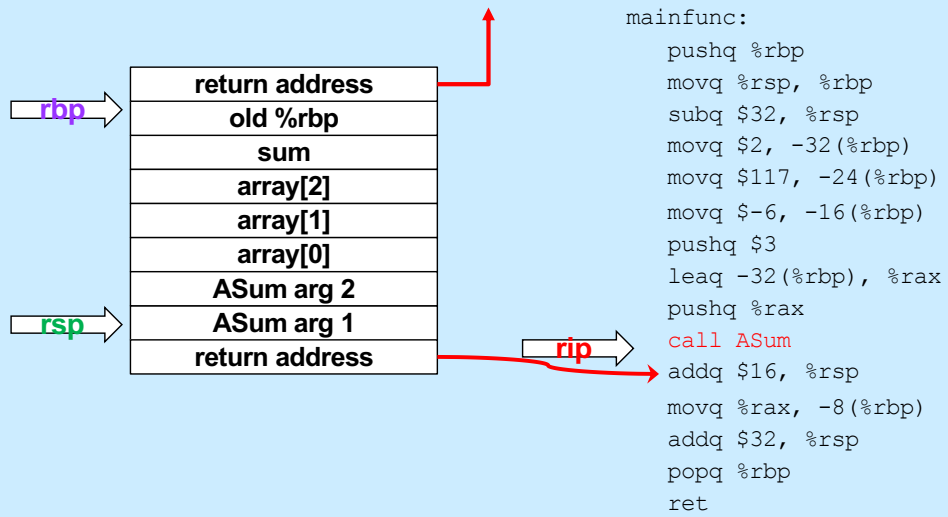 return address
rbp
old %rbp
sum
array[2]
array[1]
array[0]
ASum arg 2
rsp
ASum arg 1
return address
rip
mainfunc:
pushq %rbp
movq %rsp, %rbp
subq $32, %rsp
movq $2, -32(%rbp)
movq $117, -24(%rbp)
movq $-6, -16(%rbp)
pushq $3
leaq -32(%rbp), %rax
pushq %rax
call ASum
addq $16, %rsp
movq %rax, -8(%rbp)
addq $32, %rsp
popq %rbp
ret